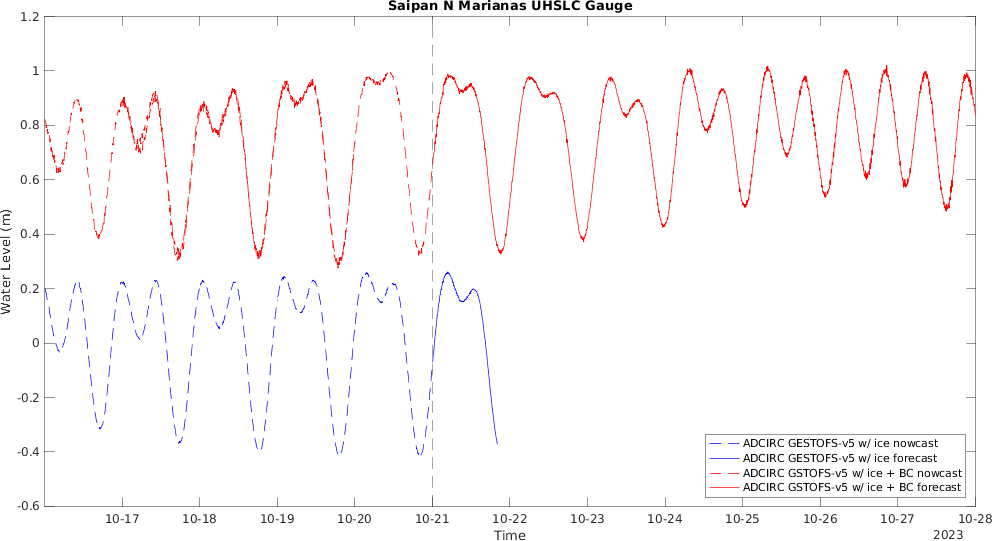 Saipan N Marianas UHSLC Gauge
1.2
1
0.8
0.6
0.4
0.2
0
-0.2
-0.4
-0.6
Water Level (m)
ADCIRC GESTOFS-v5 w/ ice nowcast
ADCIRC GESTOFS-v5 w/ ice forecast
ADCIRC GSTOFS-v5 w/ ice + BC nowcast
ADCIRC GSTOFS-v5 w/ ice + BC forecast
10-17 10-18 10-19 10-20 10-21 10-22 10-23 10-24 10-25 10-26 10-27 10-28
Time
2023